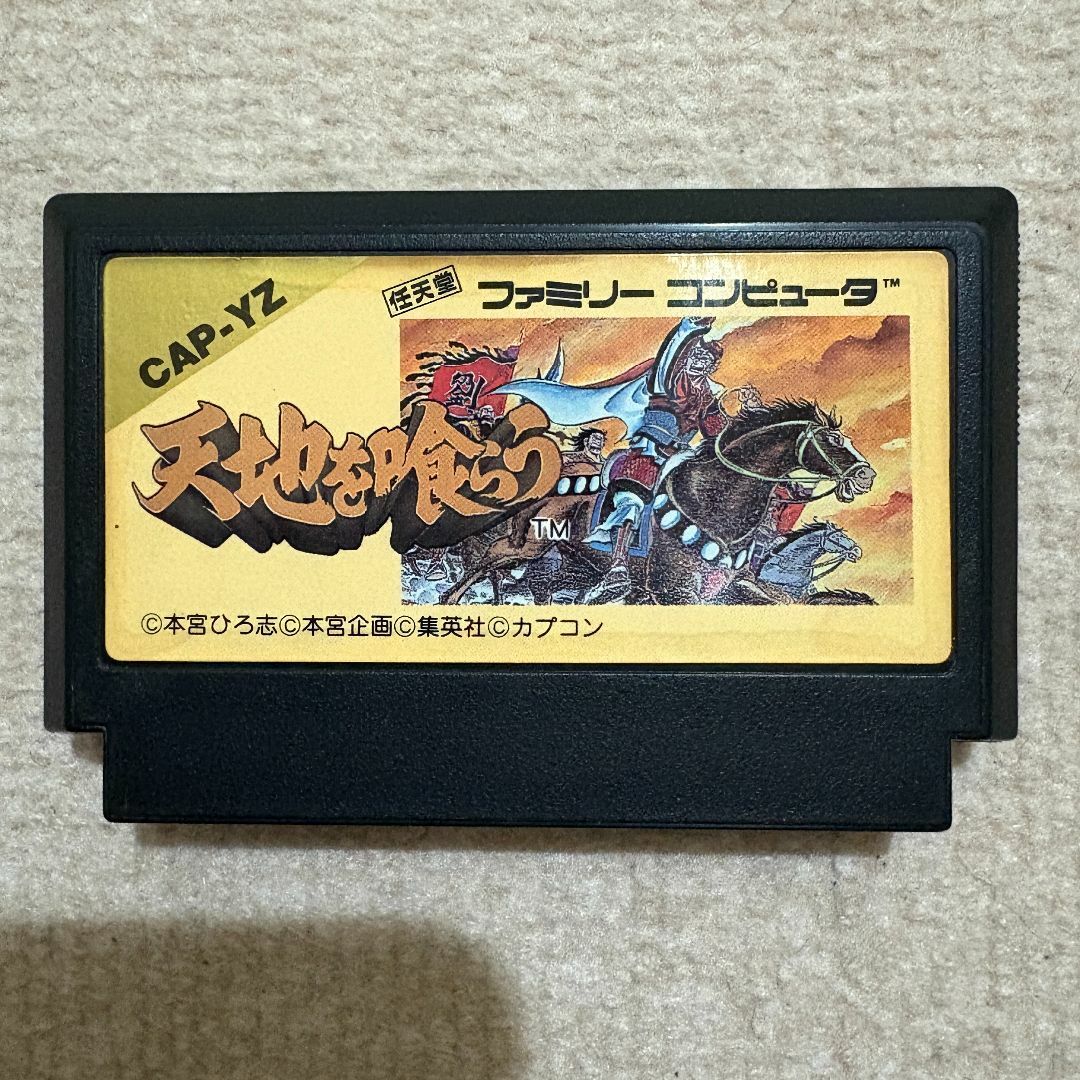 CAP-YZ
任天堂 ファミリー コンピュータ™
劉
天地を喰らう
TM
©本宮ひろ志©本宮企画©集英社©カプコン